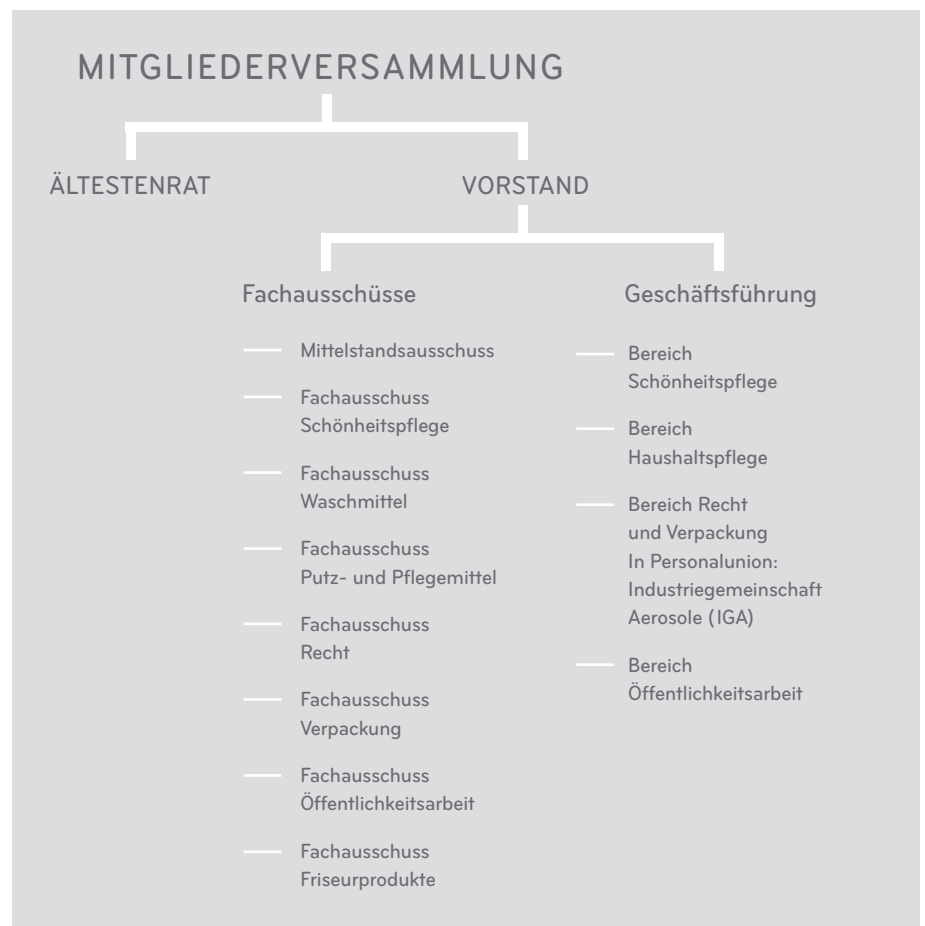 MITGLIEDERVERSAMMLUNG
ÄLTESTENRAT
VORSTAND
Fachausschüsse
Mittelstandsausschuss
Fachausschuss
Schönheitspflege
Fachausschuss
Waschmittel
Fachausschuss
Putz- und Pflegemittel
Fachausschuss
Recht
Fachausschuss
Verpackung
Fachausschuss
Öffentlichkeitsarbeit
Fachausschuss
Friseurprodukte
Geschäftsführung
Bereich
Schönheitspflege
Bereich
Haushaltspflege
Bereich Recht
und Verpackung
In Personalunion:
Industriegemeinschaft
Aerosole (IGA)
Bereich
Öffentlichkeitsarbeit